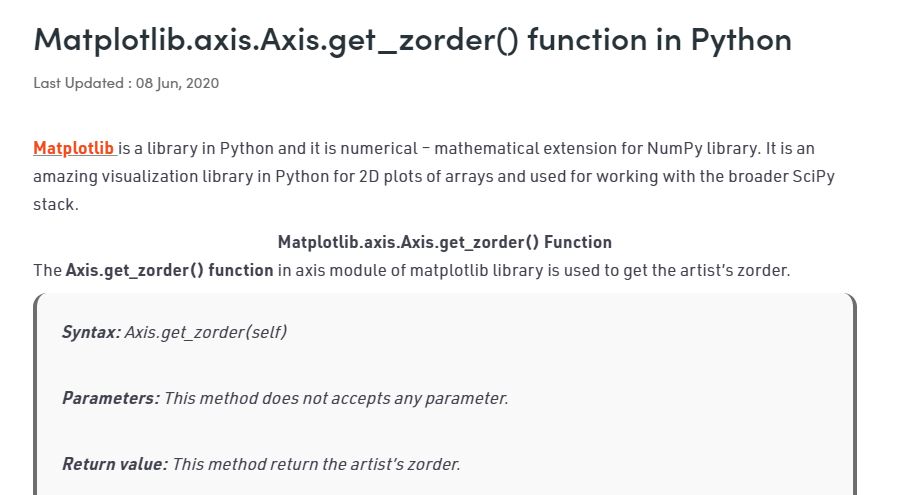 Matplotlib.axis.Axis.get_zorder() function in Python
Last Updated : 08 Jun, 2020
Matplotlib is a library in Python and it is numerical – mathematical extension for NumPy library. It is an
amazing visualization library in Python for 2D plots of arrays and used for working with the broader SciPy
stack.
Matplotlib.axis.Axis.get_zorder() Function
The Axis.get_zorder() function in axis module of matplotlib library is used to get the artist's zorder.
Syntax: Axis.get_zorder(self)
Parameters: This method does not accepts any parameter.
Return value: This method return the artist's zorder.